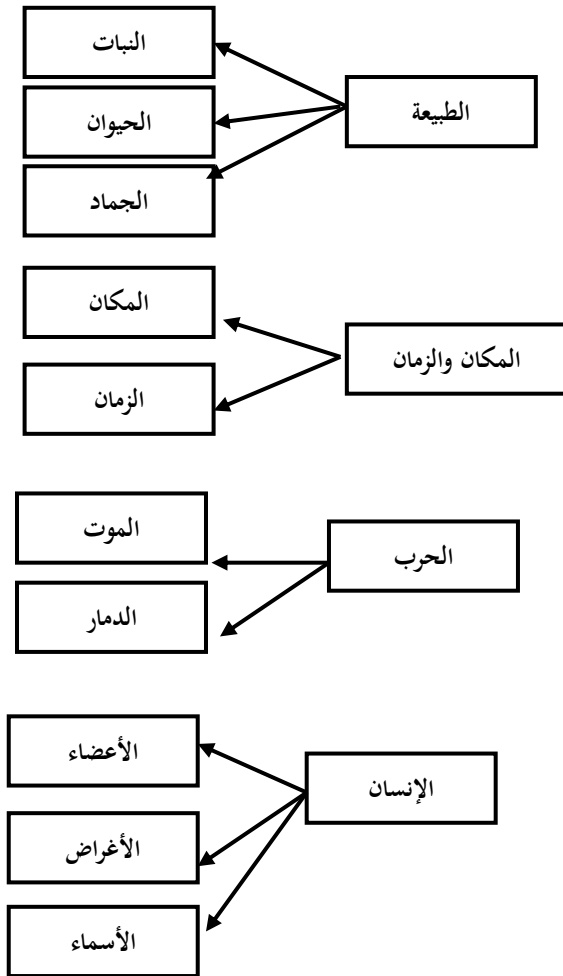 النبات
الطبيعة
الحيوان
الجماد
المكان
المكان والزمان
الزمان
الموت
الحرب
الدمار
الأعضاء
الإنسان
الأغراض
الأسماء